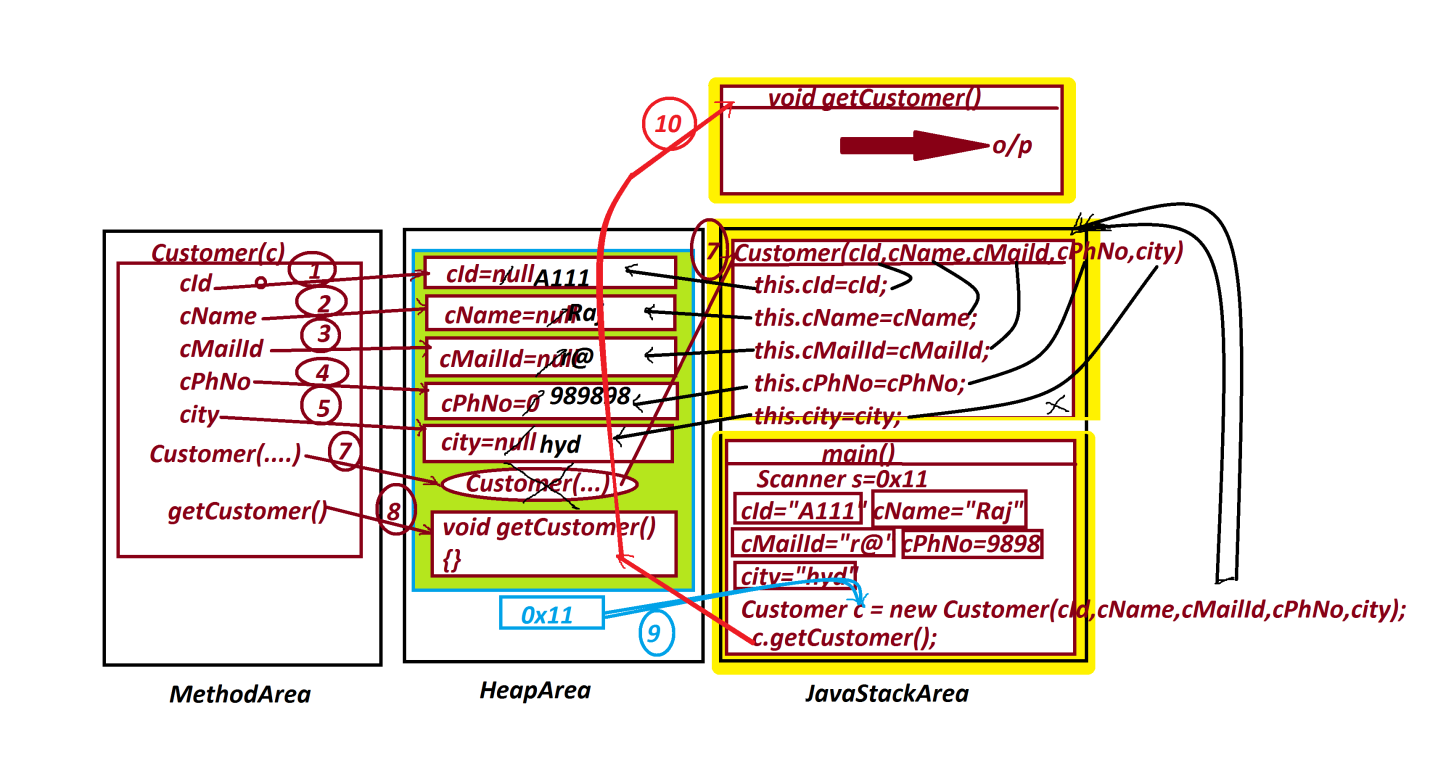 void getCustomer()
10
o/p
Customer(c)
1
cId
2
cName
3
cMailId
4
cPhNo
5
city
Customer(....)
7
getCustomer()
8
MethodArea
cId=null A111
cName=null Raj
cMailId=null r@
cPhNo=0 989898
city=null hyd
Customer(...)
void getCustomer()
{}
0x11
9
HeapArea
7
Customer(cId,cName,cMaild,cPhNo,city)
this.cId=cId;
this.cName=cName;
this.cMailId=cMailId;
this.cPhNo=cPhNo;
this.city=city;
main()
Scanner s=0x11
cId="A111" cName="Raj"
cMailId="r@' cPhNo=9898
city="hyd"
Customer c = new Customer(cId,cName,cMailId,cPhNo,city);
c.getCustomer();
JavaStackArea